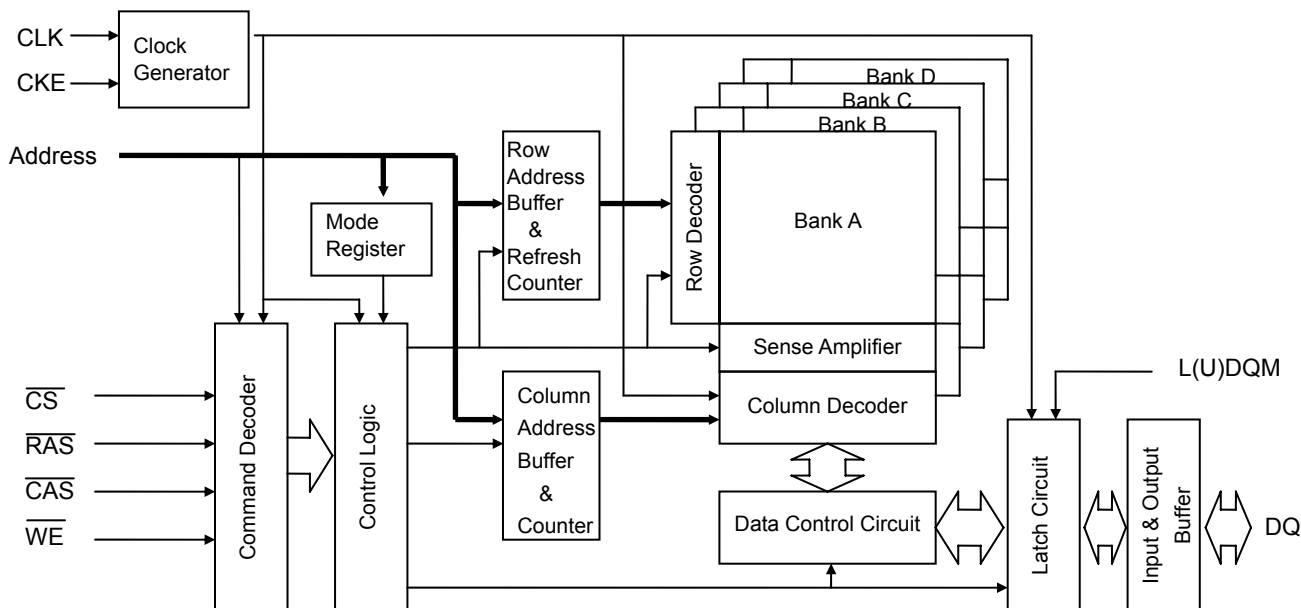 CLK
CKE
Clock
Generator
Bank D
Bank C
Bank B
Address
Row
Address
Buffer
&
Refresh
Counter
Mode
Register
Row Decoder
Bank A
Sense Amplifier
Column Decoder
L(U)DQM
CS
RAS
CAS
WE
Command Decoder
Control Logic
Column
Address
Buffer
&
Counter
Data Control Circuit
Latch Circuit
Input & Output
Buffer
DQ